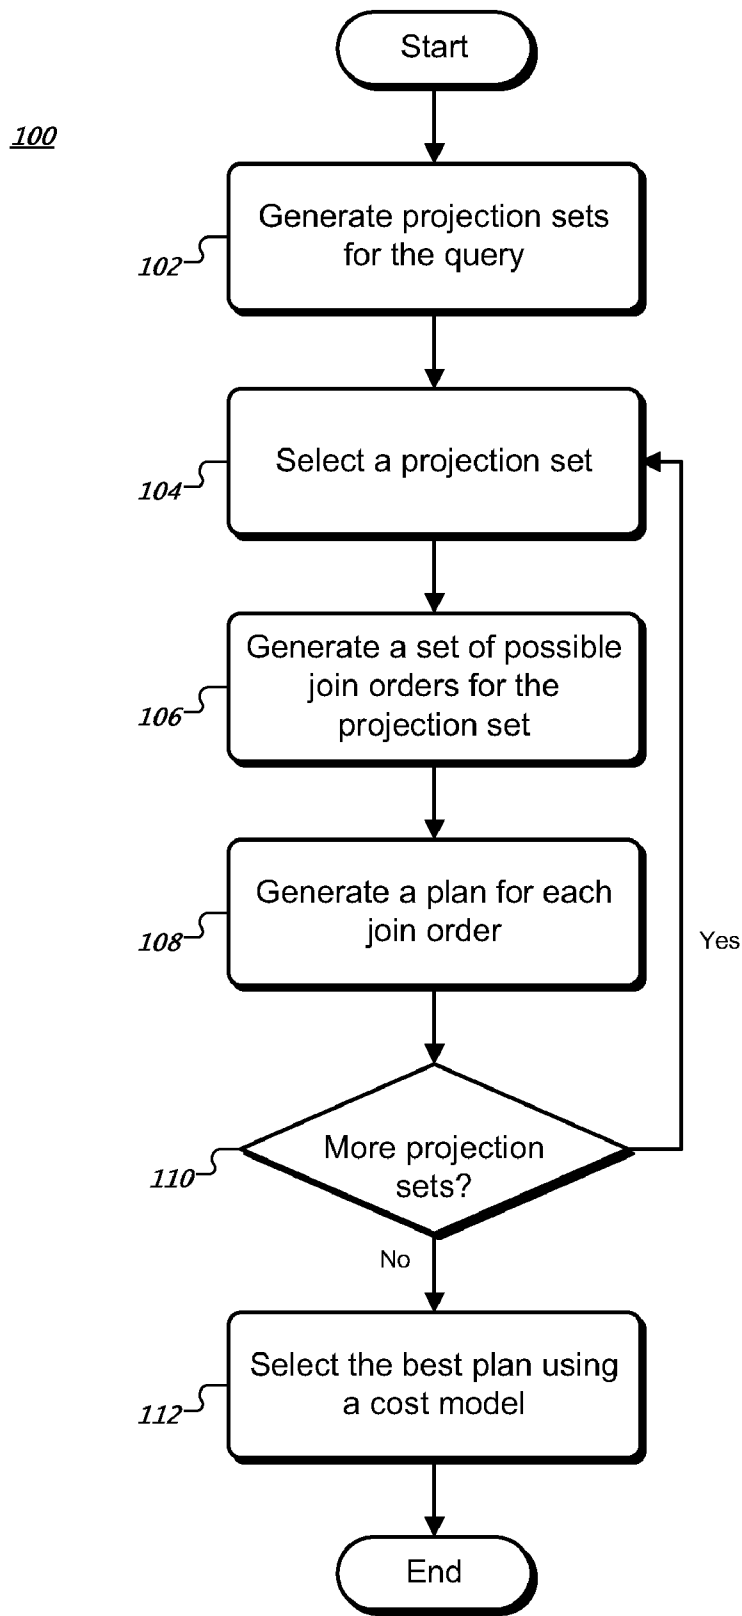 Start
100
Generate projection sets
for the query
102
Select a projection set
104
Generate a set of possible
join orders for the
projection set
106
Generate a plan for each
join order
108
Yes
More projection
sets?
110
No
Select the best plan using
a cost model
112
End